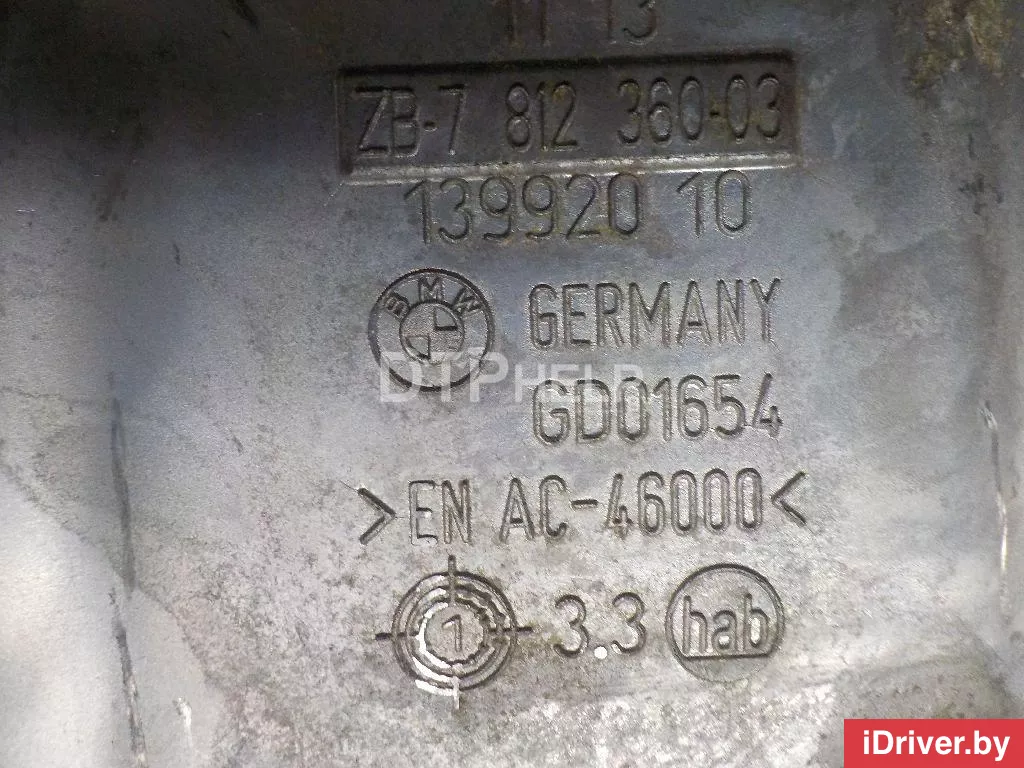 11 13
ZB-7 812 360-03
139920 10
BMW GERMANY
DTPHELP
GD01654
>EN AC-46000<
1 3.3 hab
iDriver.by